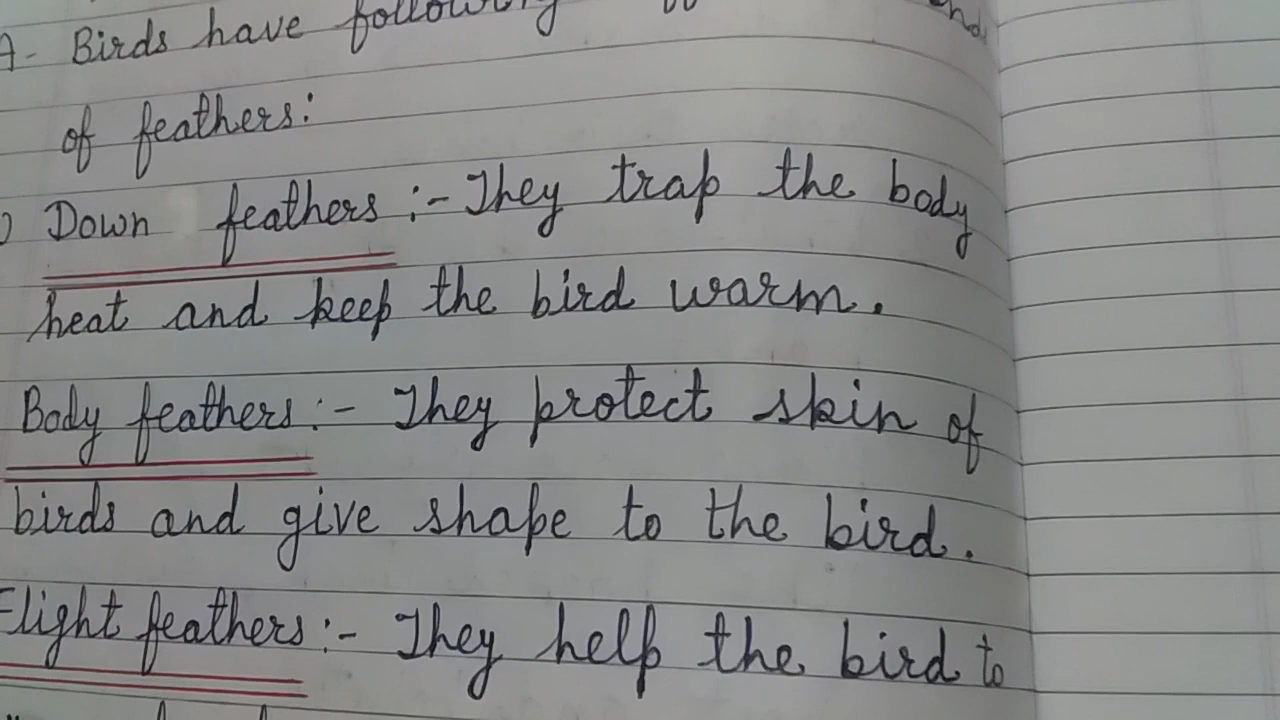 A- Birds have following
of feathers:
) Down feathers :- They trap the body
heat and keep the bird warm.
Body feathers :- They protect skin of
birds and give shape to the bird.
Flight feathers :- They help the bird to